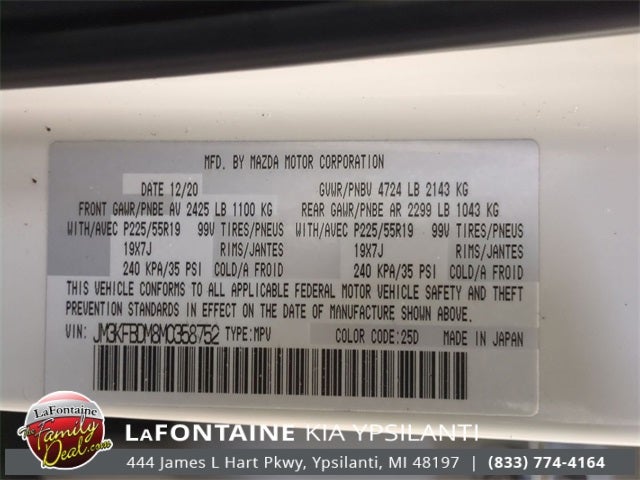 MFD. BY MAZDA MOTOR CORPORATION
DATE 12/20 GVWR/PNBV 4724 LB 2143 KG
FRONT GAWR/PNBE AV 2425 LB 1100 KG REAR GAWR/PNBE AR 2299 LB 1043 KG
WITH/AVEC P225/55R19 99V TIRES/PNEUS WITH/AVEC P225/55R19 99V TIRES/PNEUS
19X7J RIMS/JANTES 19X7J RIMS/JANTES
240 KPA/35 PSI COLD/A FROID 240 KPA/35 PSI COLD/A FROID
THIS VEHICLE CONFORMS TO ALL APPLICABLE FEDERAL MOTOR VEHICLE SAFETY AND THEFT
PREVENTION STANDARDS IN EFFECT ON THE DATE OF MANUFACTURE SHOWN ABOVE.
VIN: JM3KFBDM8M0358752 TYPE:MPV COLOR CODE:25D MADE IN JAPAN
LaFontaine
The Family
Deal.com
LAFONTAINE KIA YPSILANTI
444 James L Hart Pkwy, Ypsilanti, MI 48197 | (833) 774-4164